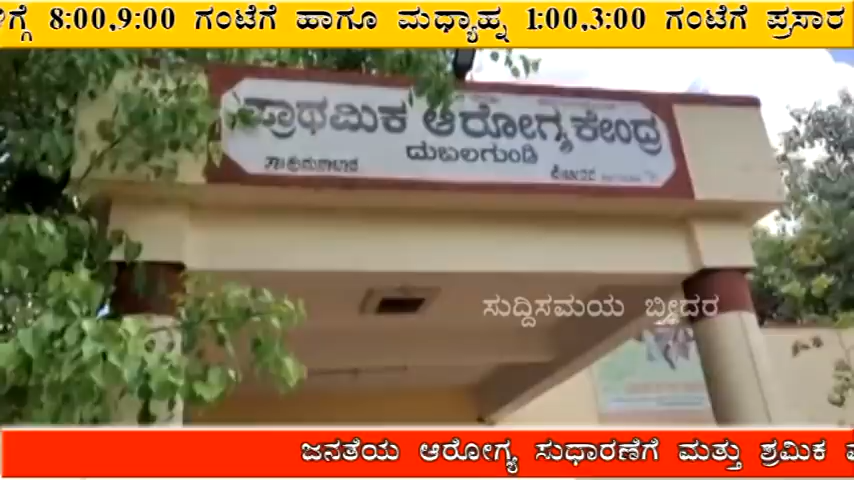 8:00,9:00 ಗಂಟೆಗೆ ಹಾಗೂ ಮಧ್ಯಾಹ್ನ 1:00,3:00 ಗಂಟೆಗೆ ಪ್ರಸಾರ
ಪ್ರಾಥಮಿಕ ಆರೋಗ್ಯ ಕೇಂದ್ರ
ದುಬಲಗುಂಡಿ
ಸುದ್ದಿಸಮಯ ಬೀದರ
ಜನತೆಯ ಆರೋಗ್ಯ ಸುಧಾರಣೆಗೆ ಮತ್ತು ಶ್ರಮಿಕ